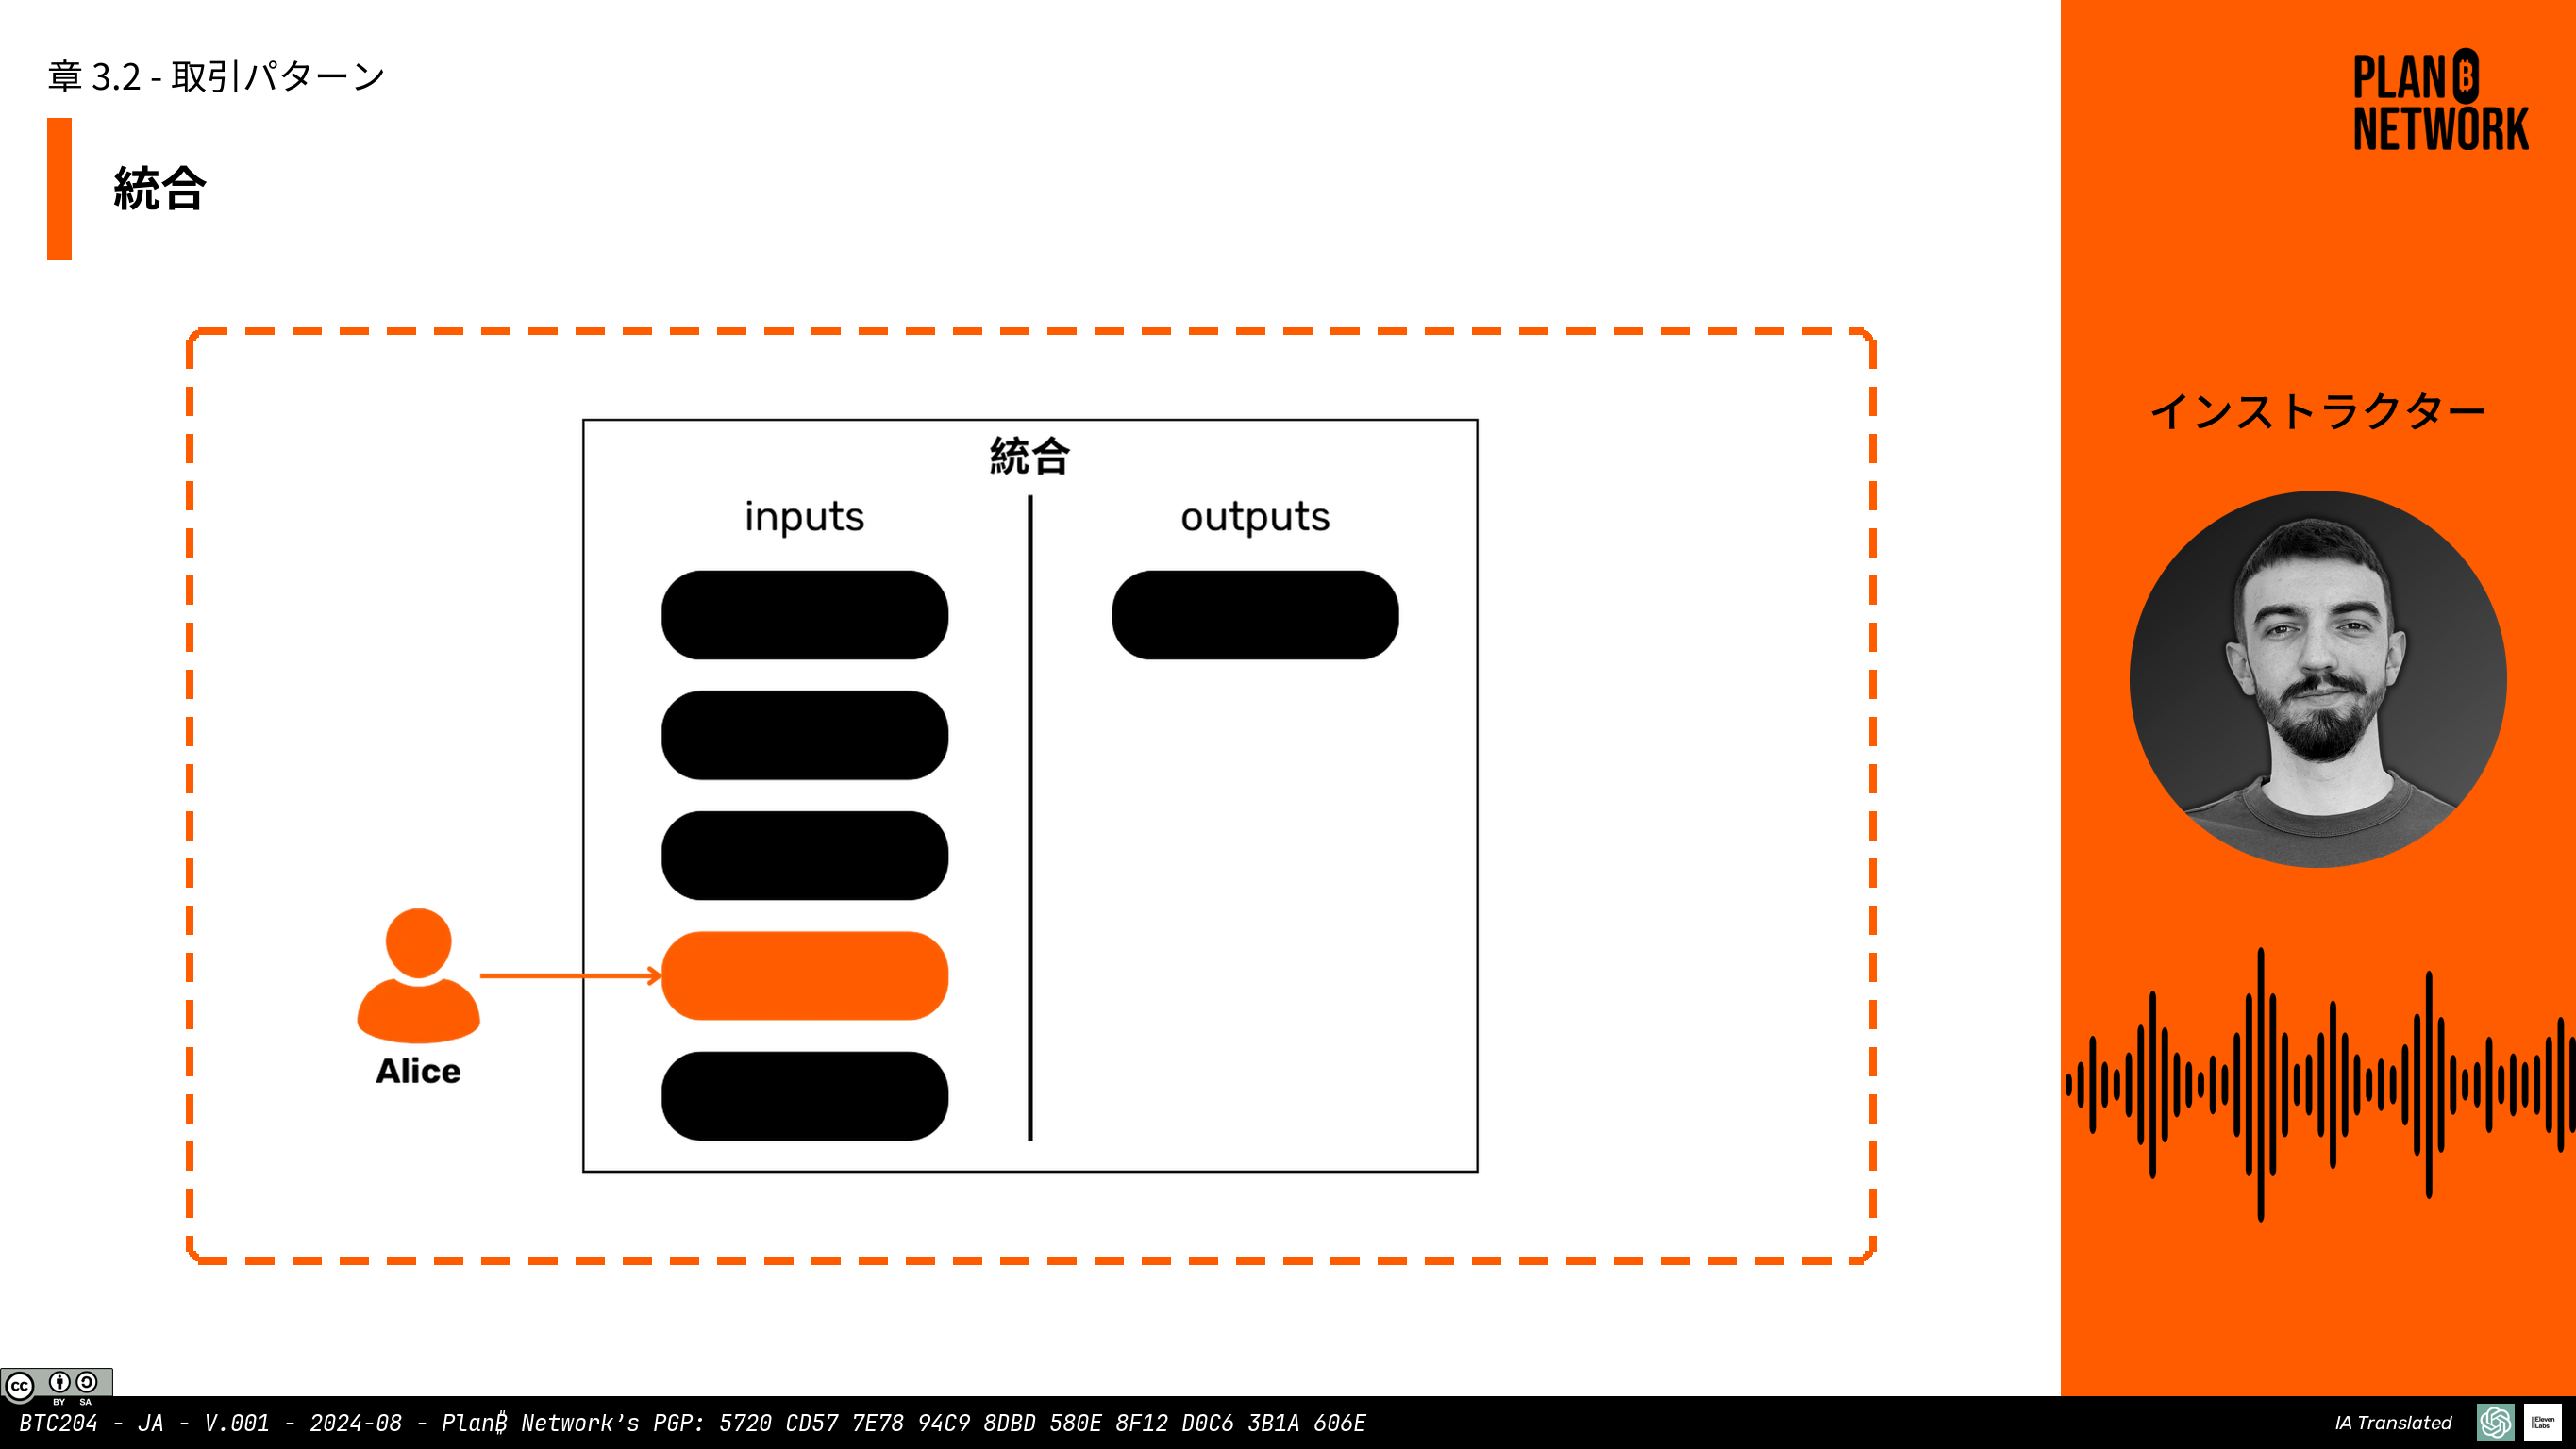 章 3.2 - 取引パターン
統合
PLAN ₿
NETWORK
インストラクター
統合
inputs
outputs
Alice
cc
BY SA
BTC204 - JA - V.001 - 2024-08 - Plan₿ Network’s PGP: 5720 CD57 7E78 94C9 8DBD 580E 8F12 D0C6 3B1A 606E
IA Translated
ElevenLabs